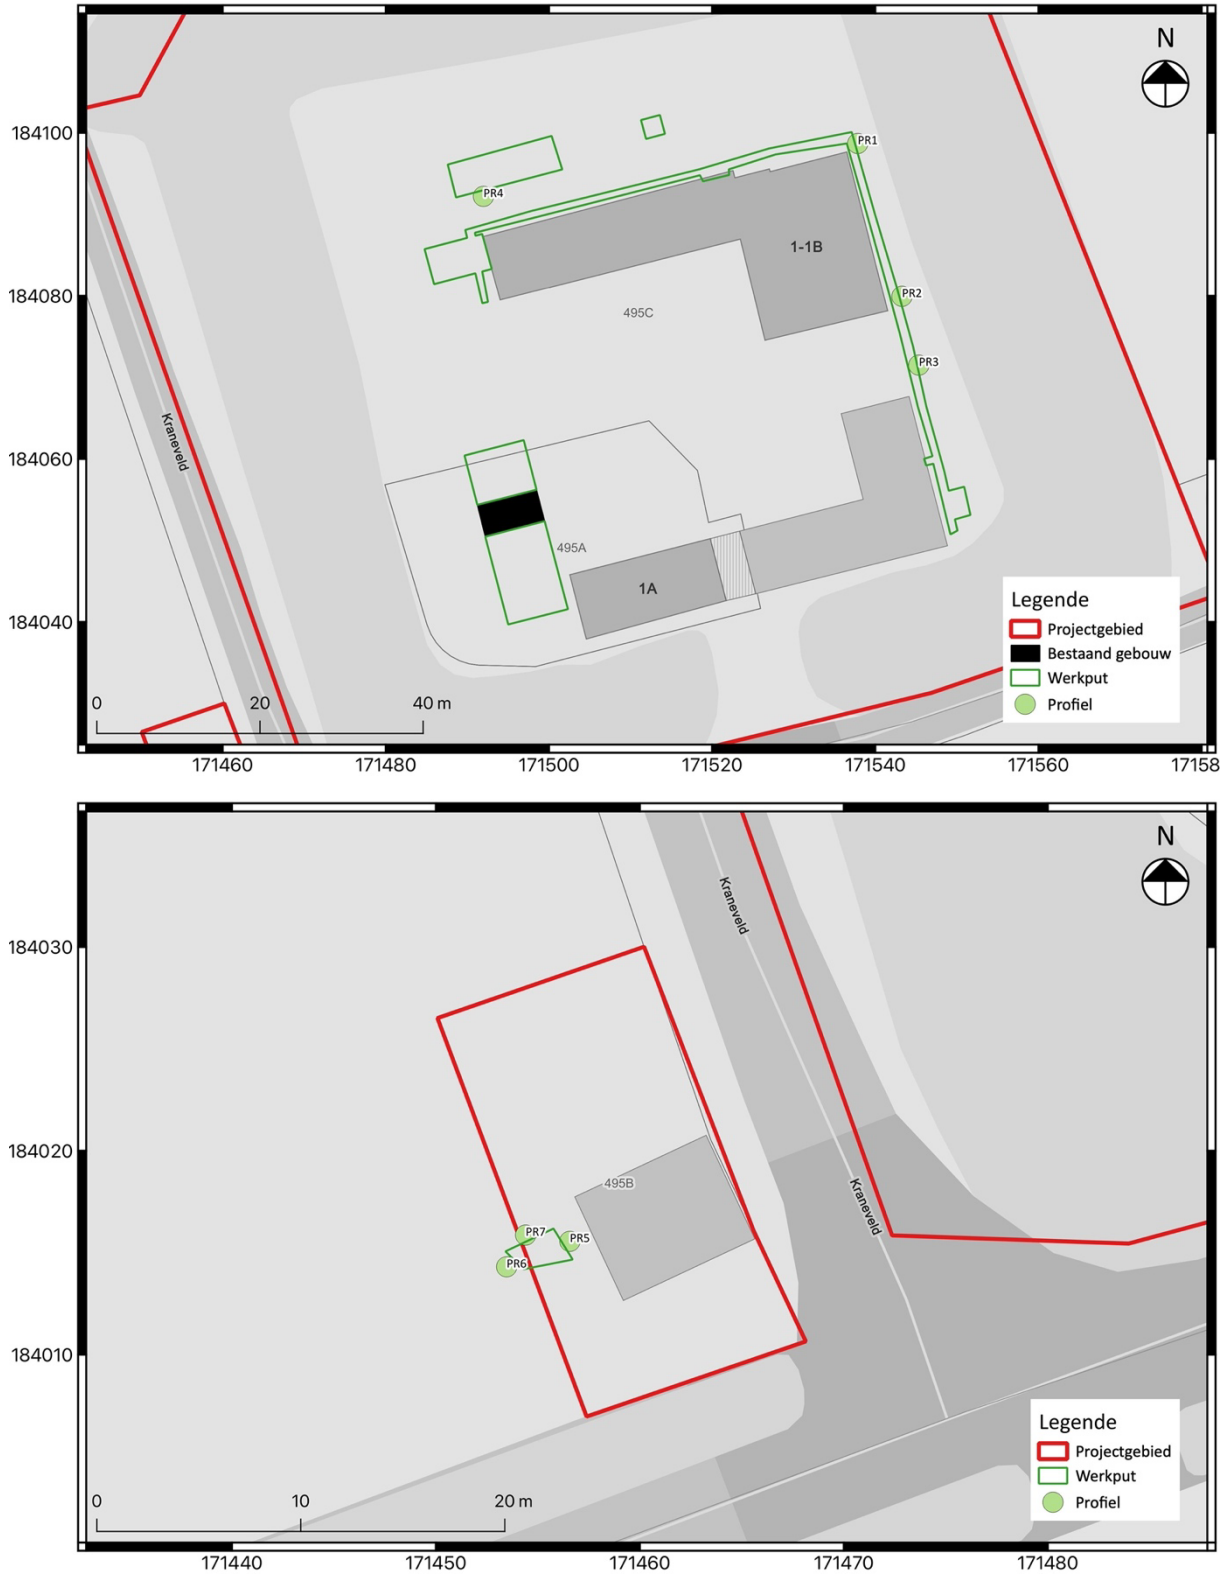 N
184100
PR1
PR4
1-1B
184080
PR2
495C
PR3
Kraneveld
184060
495A
1A
184040
Legende
Projectgebied
Bestaand gebouw
Werkput
Profiel
0 20 40 m
171460 171480 171500 171520 171540 171560 17158
N
Kraneveld
184030
184020
495B
Kraneveld
PR7
PR5
PR6
184010
Legende
Projectgebied
Werkput
Profiel
0 10 20 m
171440 171450 171460 171470 171480